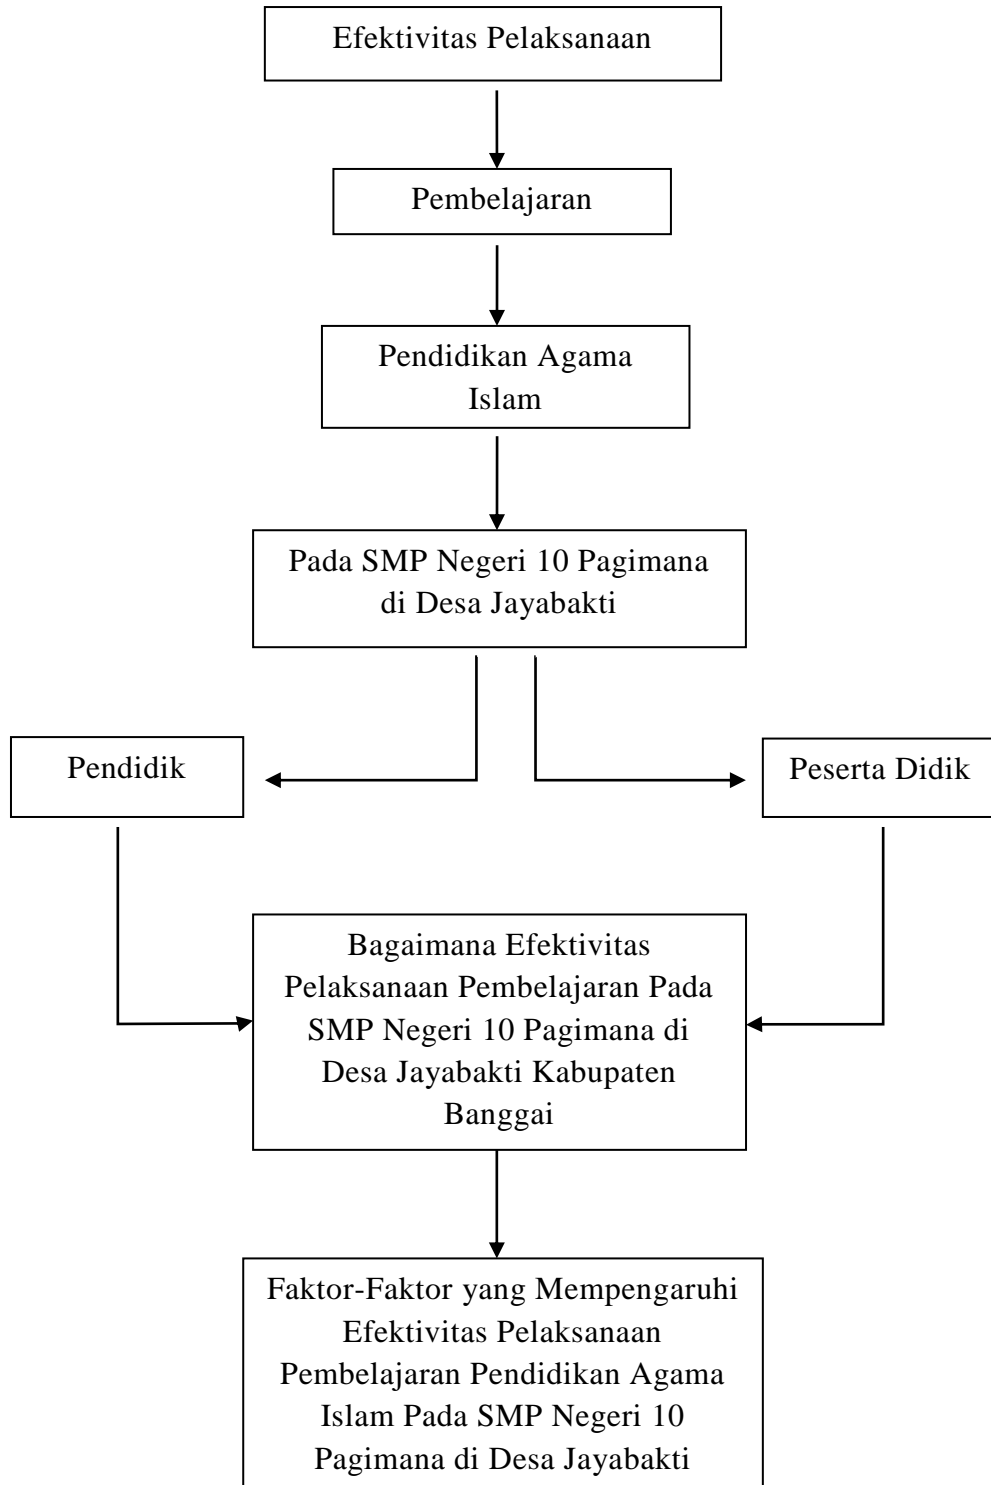 Efektivitas Pelaksanaan
Pembelajaran
Pendidikan Agama
Islam
Pada SMP Negeri 10 Pagimana
di Desa Jayabakti
Pendidik
Peserta Didik
Bagaimana Efektivitas
Pelaksanaan Pembelajaran Pada
SMP Negeri 10 Pagimana di
Desa Jayabakti Kabupaten
Banggai
Faktor-Faktor yang Mempengaruhi
Efektivitas Pelaksanaan
Pembelajaran Pendidikan Agama
Islam Pada SMP Negeri 10
Pagimana di Desa Jayabakti